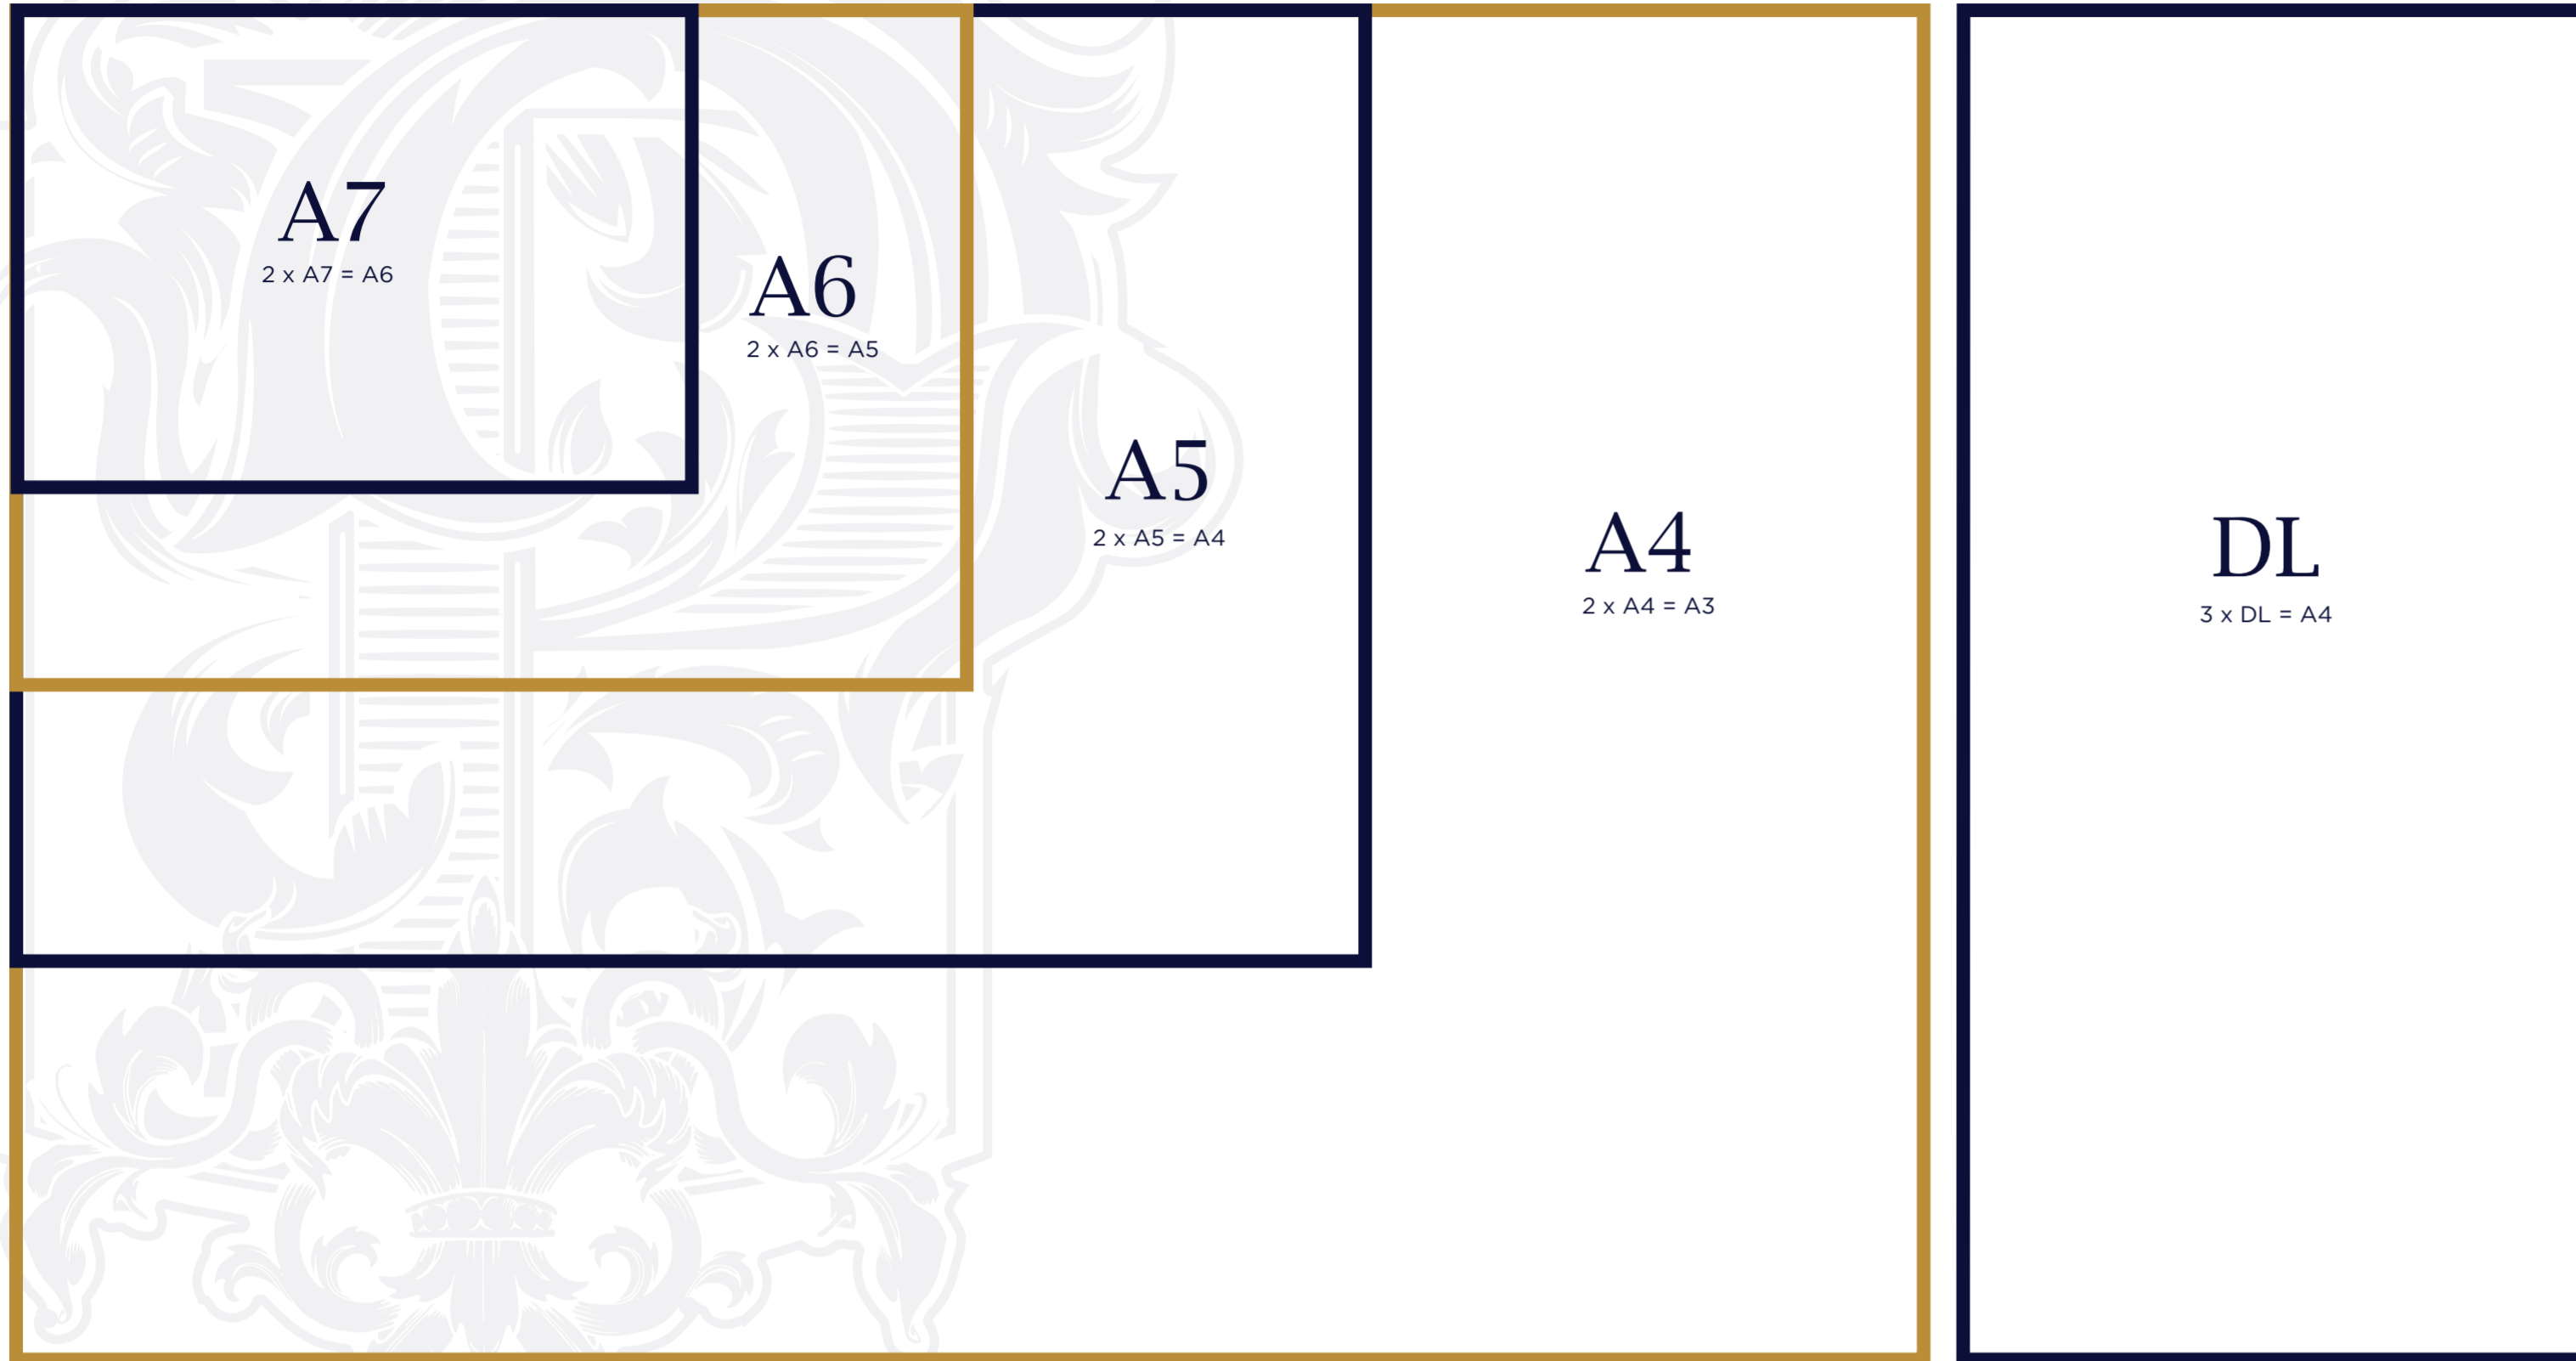 A7
2 x A7 = A6
A6
2 x A6 = A5
A5
2 x A5 = A4
A4
2 x A4 = A3
DL
3 x DL = A4